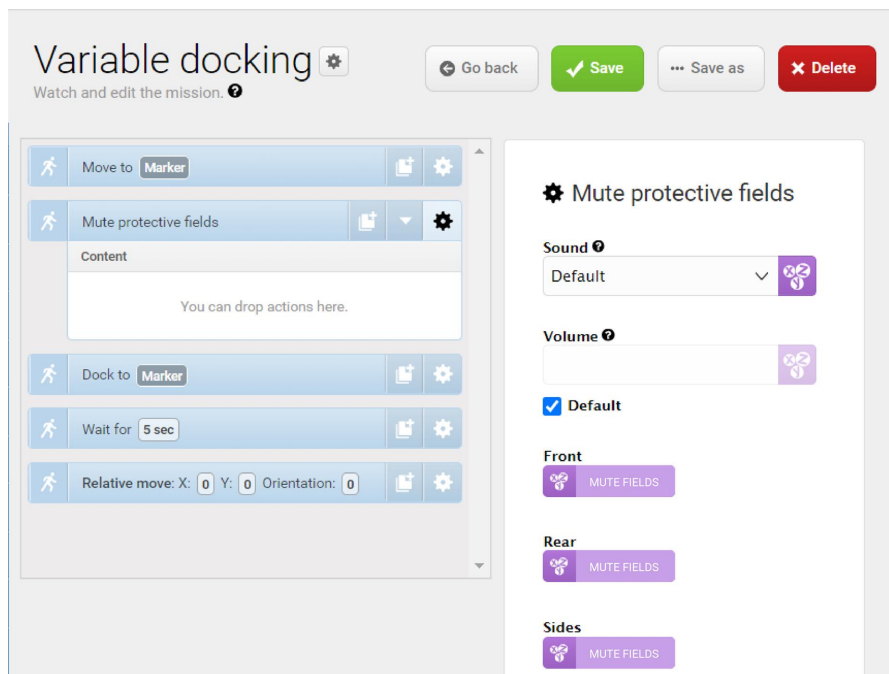 Variable docking
Watch and edit the mission.
Go back
Save
Save as
Delete
Move to Marker
Mute protective fields
Content
You can drop actions here.
Dock to Marker
Wait for 5 sec
Relative move: X: 0 Y: 0 Orientation: 0
Mute protective fields
Sound
Default
Volume
Default
Front
MUTE FIELDS
Rear
MUTE FIELDS
Sides
MUTE FIELDS